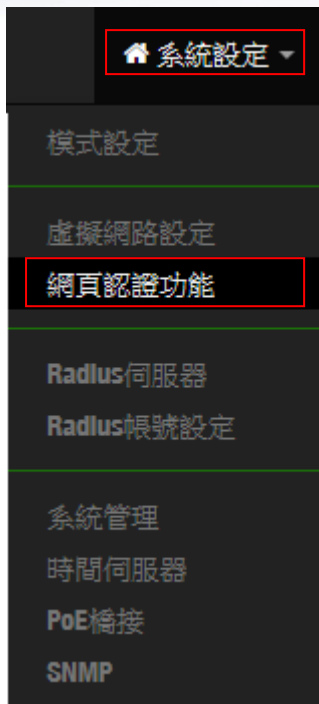 系統設定
模式設定
虛擬網路設定
網頁認證功能
Radius伺服器
Radius帳號設定
系統管理
時間伺服器
PoE橋接
SNMP